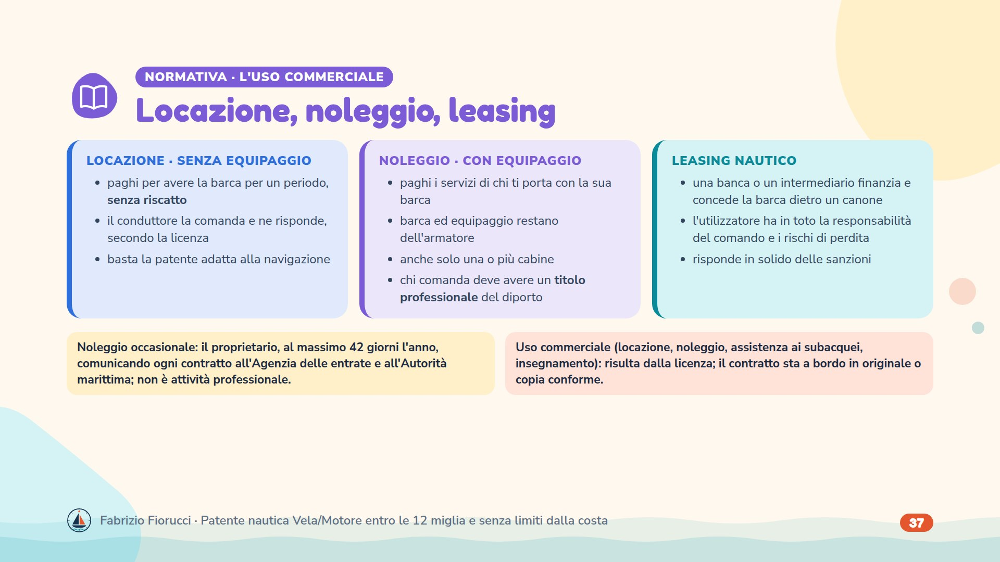 NORMATIVA · L'USO COMMERCIALE
Locazione, noleggio, leasing
LOCAZIONE · SENZA EQUIPAGGIO
• paghi per avere la barca per un periodo,
senza riscatto
• il conduttore la comanda e ne risponde,
secondo la licenza
• basta la patente adatta alla navigazione
NOLEGGIO · CON EQUIPAGGIO
• paghi i servizi di chi ti porta con la sua
barca
• barca ed equipaggio restano
dell'armatore
• anche solo una o più cabine
• chi comanda deve avere un titolo
professionale del diporto
LEASING NAUTICO
• una banca o un intermediario finanzia e
concede la barca dietro un canone
• l'utilizzatore ha in toto la responsabilità
del comando e i rischi di perdita
• risponde in solido delle sanzioni
Noleggio occasionale: il proprietario, al massimo 42 giorni l'anno,
comunicando ogni contratto all'Agenzia delle entrate e all'Autorità
marittima; non è attività professionale.
Uso commerciale (locazione, noleggio, assistenza ai subacquei,
insegnamento): risulta dalla licenza; il contratto sta a bordo in originale o
copia conforme.
Fabrizio Fiorucci · Patente nautica Vela/Motore entro le 12 miglia e senza limiti dalla costa
37